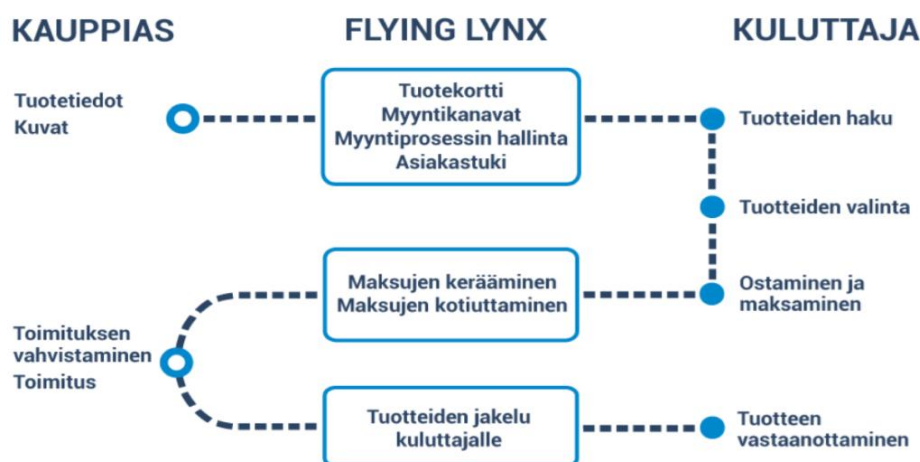 KAUPPIAS
FLYING LYNX
KULUTTAJA
Tuotetiedot
Kuvat
Tuotekortti
Myyntikanavat
Myyntiprosessin hallinta
Asiakastuki
Tuotteiden haku
Tuotteiden valinta
Maksujen kerääminen
Maksujen kotiuttaminen
Ostaminen ja
maksaminen
Toimituksen
vahvistaminen
Toimitus
Tuotteiden jakelu
kuluttajalle
Tuotteen
vastaanottaminen